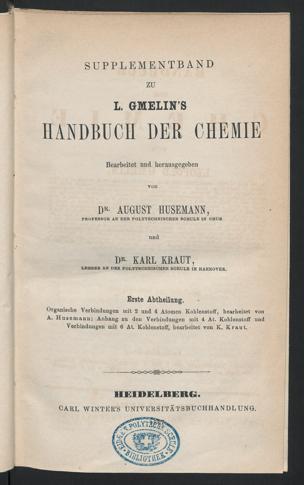 SUPPLEMENTBAND
ZU
L. GMELIN'S
HANDBUCH DER CHEMIE
Bearbeitet und herausgegeben
von
DR. AUGUST HUSEMANN,
PROFESSOR AN DER POLYTECHNISCHEN SCHULE IN CHUR
und
DR. KARL KRAUT,
LEHRER AN DER POLYTECHNISCHEN SCHULE IN HANNOVER.
Erste Abtheilung.
Organische Verbindungen mit 2 und 4 Atomen Kohlenstoff, bearbeitet von
A. Husemann; Anhang zu den Verbindungen mit 4 At. Kohlenstoff und
Verbindungen mit 6 At. Kohlenstoff, bearbeitet von K. Kraut.
HEIDELBERG.
CARL WINTER'S UNIVERSITÄTSBUCHHANDLUNG.
POLYTECHN. SCHULE
BIBLIOTHEK